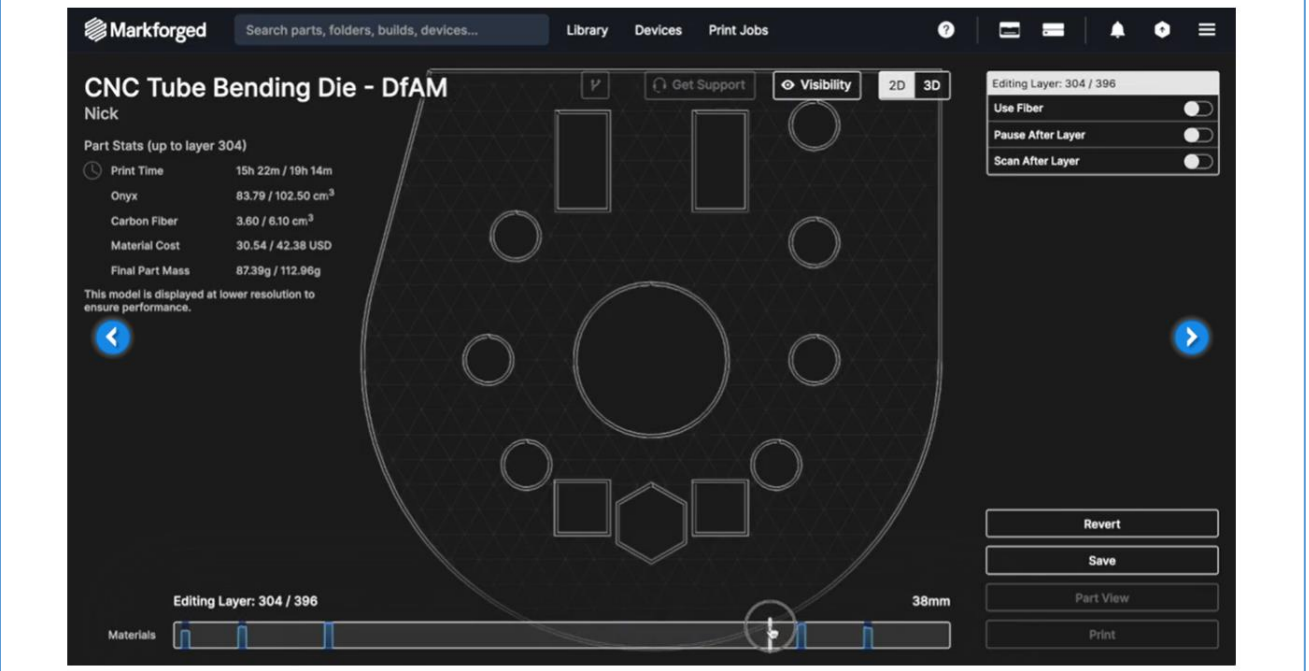 Markforged
Search parts, folders, builds, devices...
Library
Devices
Print Jobs
CNC Tube Bending Die - DfAM
Nick
Get Support
Visibility
2D
3D
Part Stats (up to layer 304)
Print Time 15h 22m / 19h 14m
Onyx 83.79 / 102.50 cm³
Carbon Fiber 3.60 / 6.10 cm³
Material Cost 30.54 / 42.38 USD
Final Part Mass 87.39g / 112.96g
This model is displayed at lower resolution to
ensure performance.
Editing Layer: 304 / 396
Use Fiber
Pause After Layer
Scan After Layer
Revert
Save
Part View
Print
Editing Layer: 304 / 396
38mm
Materials